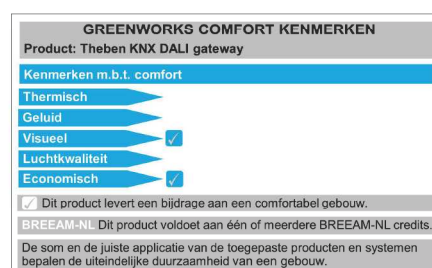 GREENWORKS COMFORT KENMERKEN
Product: Theben KNX DALI gateway
Kenmerken m.b.t. comfort
Thermisch
Geluid
Visueel
Luchtkwaliteit
Economisch
Dit product levert een bijdrage aan een comfortabel gebouw.
BREEAM-NL Dit product voldoet aan één of meerdere BREEAM-NL credits.
De som en de juiste applicatie van de toegepaste producten en systemen
bepalen de uiteindelijke duurzaamheid van een gebouw.